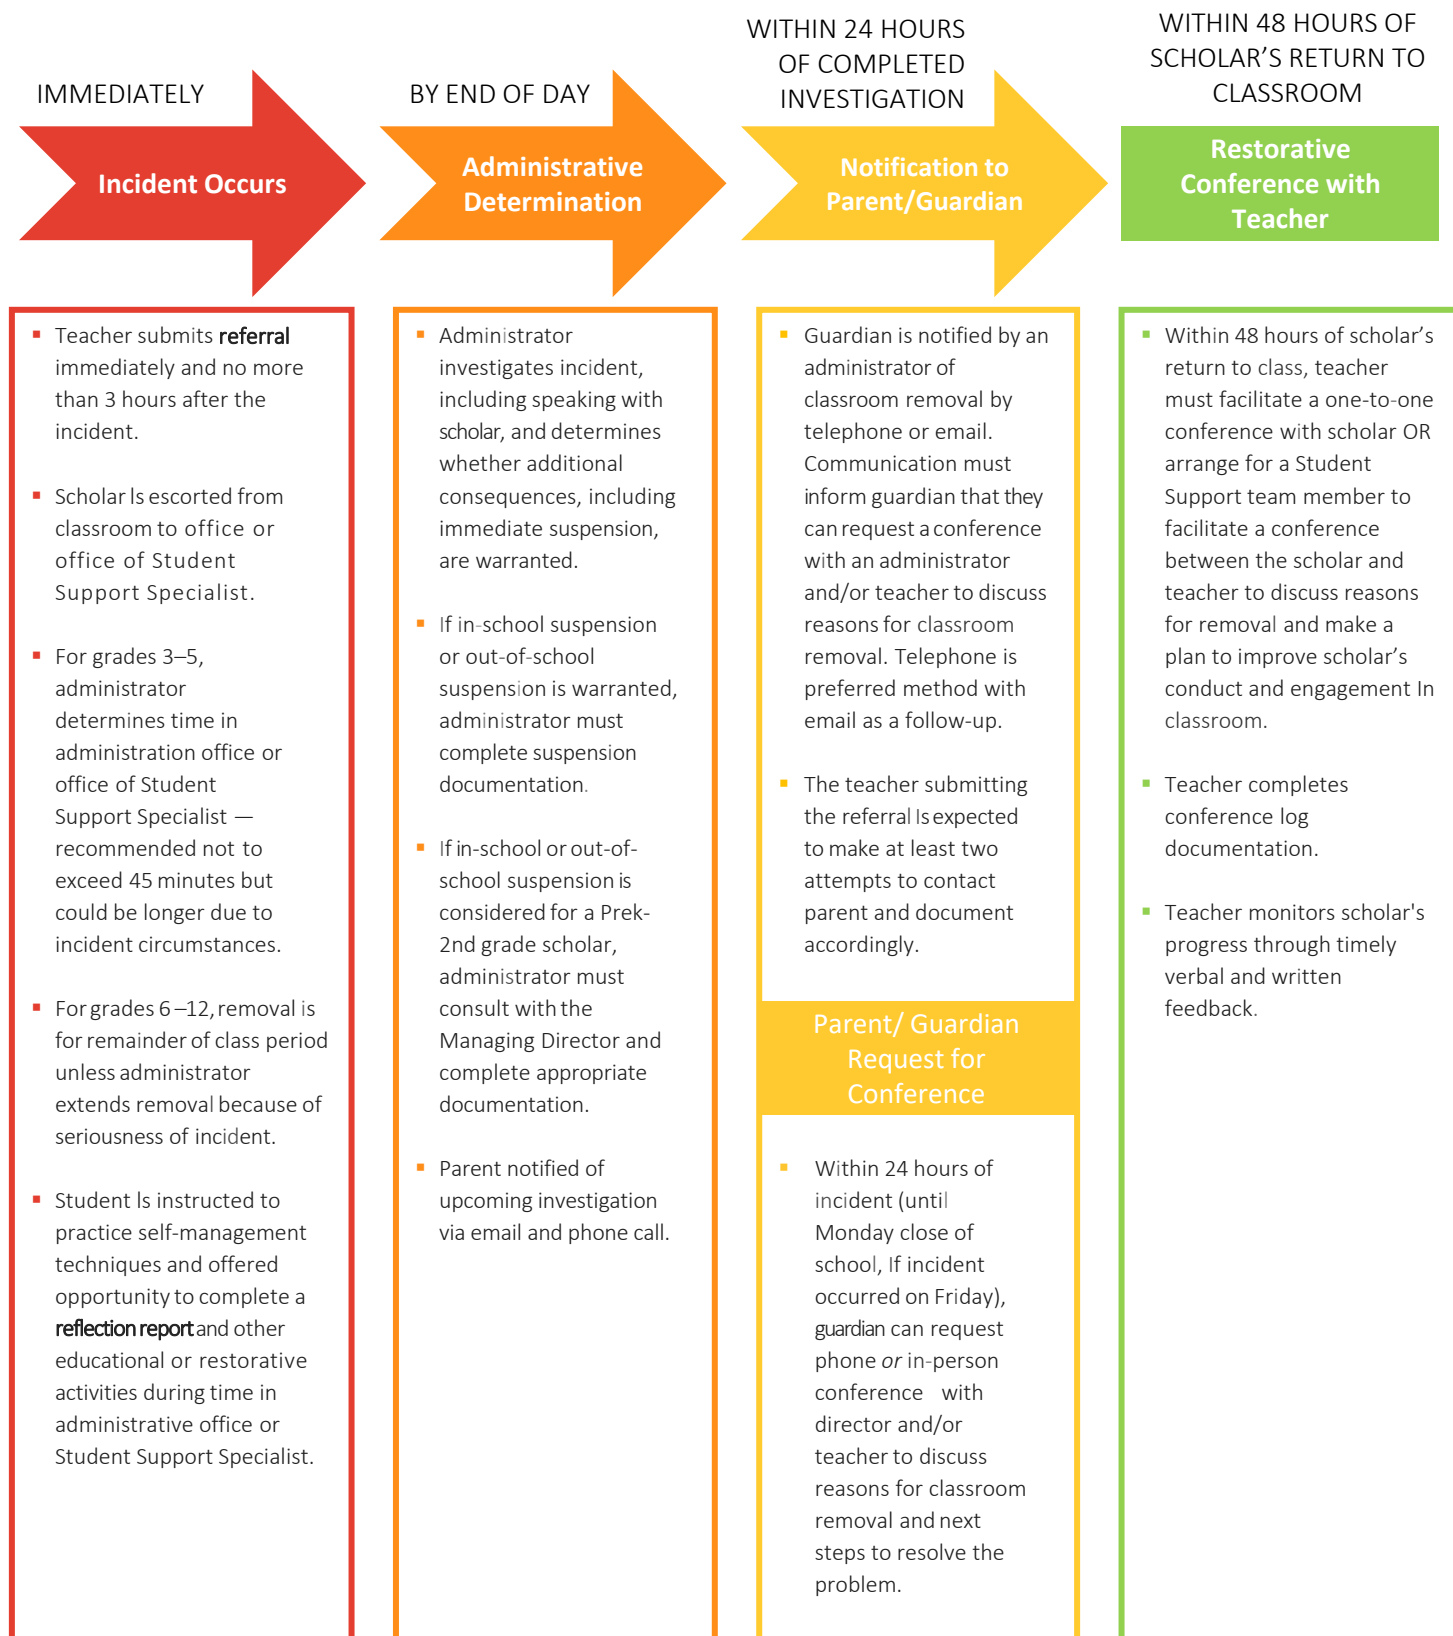 IMMEDIATELY
Incident Occurs
▪ Teacher submits referral
immediately and no more
than 3 hours after the
incident.
▪ Scholar ls escorted from
classroom to office or
office of Student
Support Specialist.
▪ For grades 3–5,
administrator
determines time in
administration office or
office of Student
Support Specialist —
recommended not to
exceed 45 minutes but
could be longer due to
incident circumstances.
▪ For grades 6 –12, removal is
for remainder of class period
unless administrator
extends removal because of
seriousness of incident.
▪ Student ls instructed to
practice self-management
techniques and offered
opportunity to complete a
reflection report and other
educational or restorative
activities during time in
administrative office or
Student Support Specialist.
BY END OF DAY
Administrative
Determination
▪ Administrator
investigates incident,
including speaking with
scholar, and determines
whether additional
consequences, including
immediate suspension,
are warranted.
▪ If in-school suspension
or out-of-school
suspension is warranted,
administrator must
complete suspension
documentation.
▪ If in-school or out-of-
school suspension is
considered for a Prek-
2nd grade scholar,
administrator must
consult with the
Managing Director and
complete appropriate
documentation.
▪ Parent notified of
upcoming investigation
via email and phone call.
WITHIN 24 HOURS
OF COMPLETED
INVESTIGATION
Notification to
Parent/Guardian
▪ Guardian is notified by an
administrator of
classroom removal by
telephone or email.
Communication must
inform guardian that they
can request a conference
with an administrator
and/or teacher to discuss
reasons for classroom
removal. Telephone is
preferred method with
email as a follow-up.
▪ The teacher submitting
the referral Is expected
to make at least two
attempts to contact
parent and document
accordingly.
Parent/ Guardian
Request for
Conference
▪ Within 24 hours of
incident (until
Monday close of
school, If incident
occurred on Friday),
guardian can request
phone or in-person
conference with
director and/or
teacher to discuss
reasons for classroom
removal and next
steps to resolve the
problem.
WITHIN 48 HOURS OF
SCHOLAR’S RETURN TO
CLASSROOM
Restorative
Conference with
Teacher
▪ Within 48 hours of scholar’s
return to class, teacher
must facilitate a one-to-one
conference with scholar OR
arrange for a Student
Support team member to
facilitate a conference
between the scholar and
teacher to discuss reasons
for removal and make a
plan to improve scholar’s
conduct and engagement In
classroom.
▪ Teacher completes
conference log
documentation.
▪ Teacher monitors scholar's
progress through timely
verbal and written
feedback.